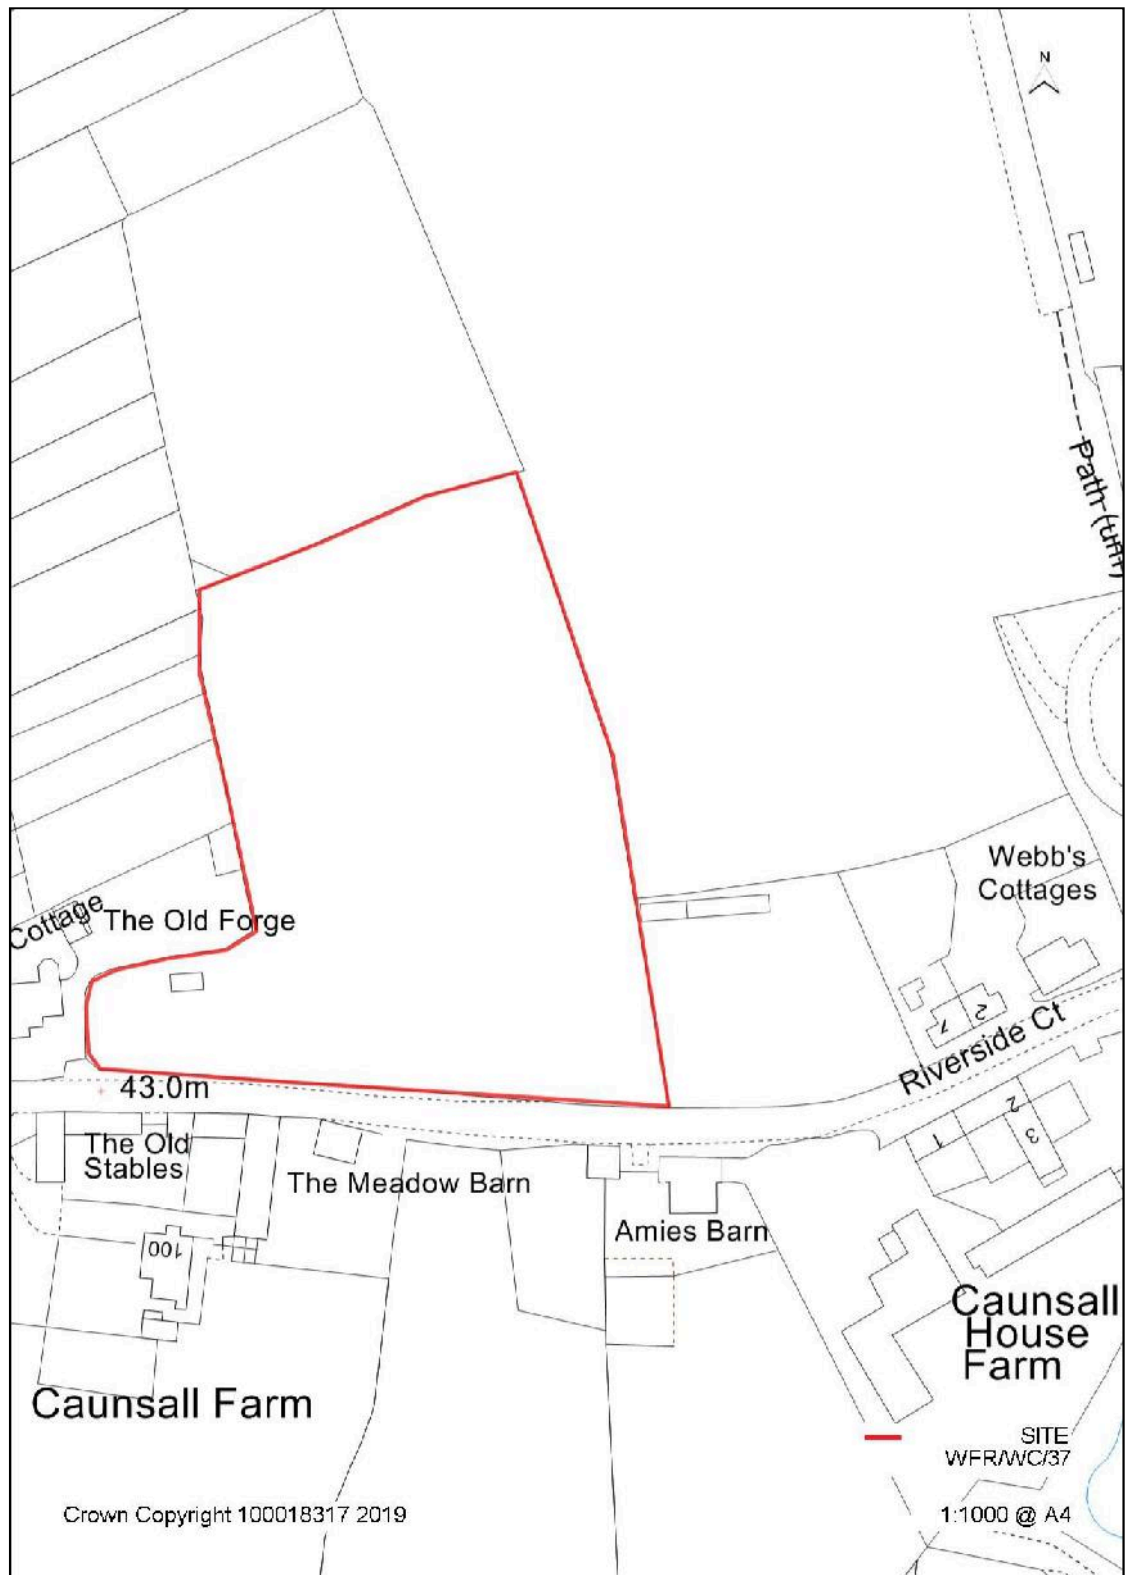 N
Path (um)
Webb's
Cottages
Cottage
The Old Forge
1
2
Riverside Ct
43.0m
The Old
Stables
The Meadow Barn
1
2
3
Amies Barn
100
Caunsall
House
Farm
Caunsall Farm
SITE
WFR/WC/37
Crown Copyright 100018317 2019
1:1000 @ A4